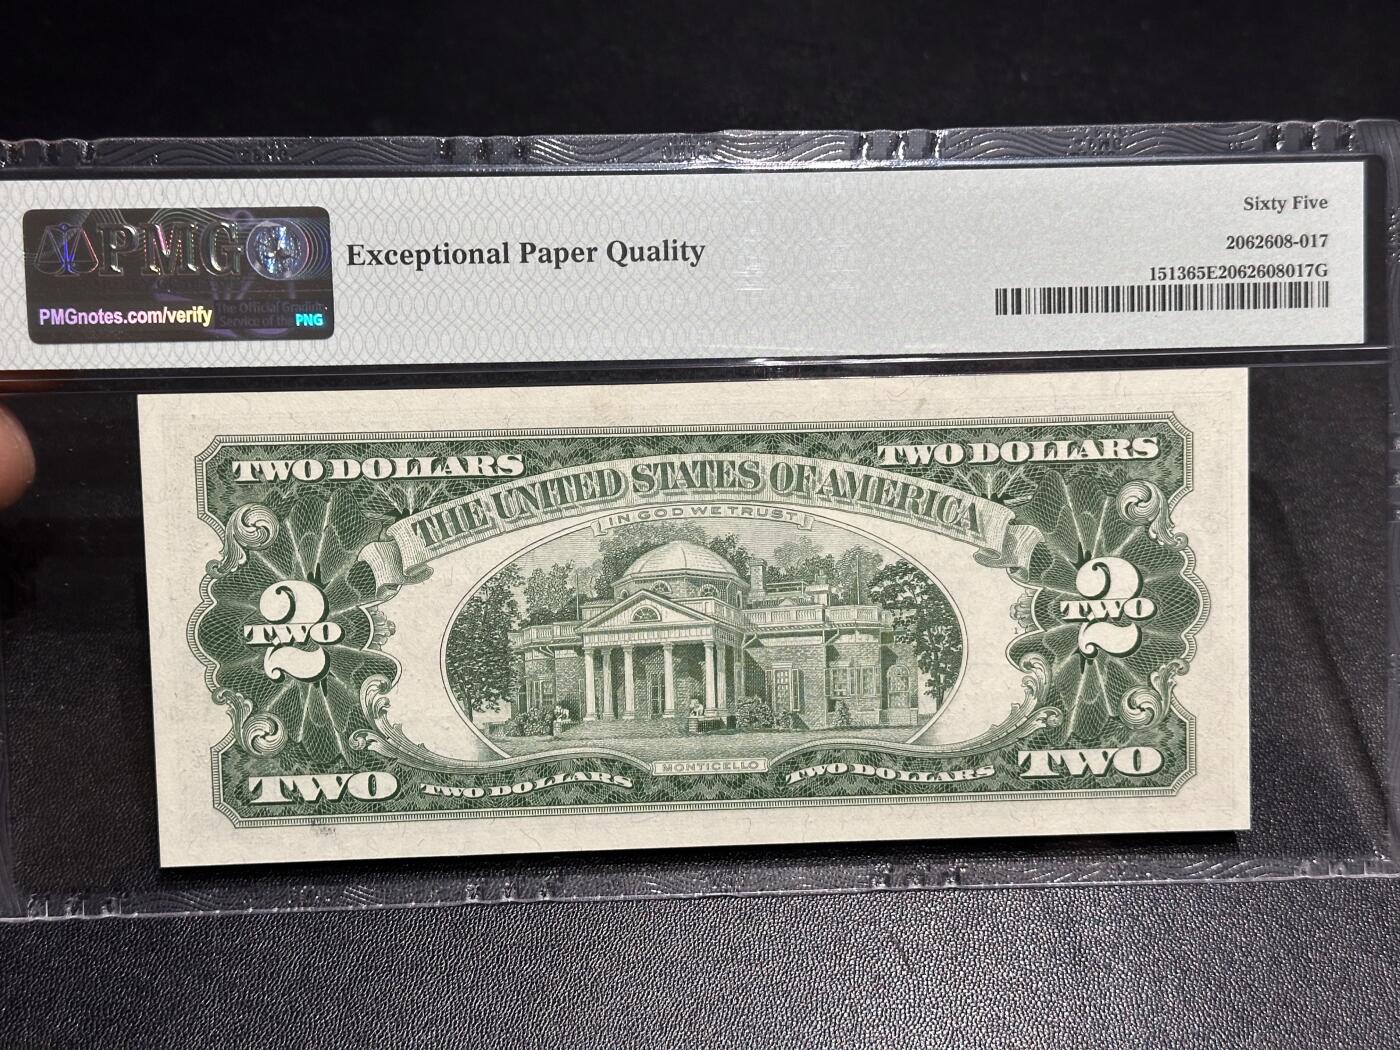 Sixty Five
PMG
Exceptional Paper Quality
2062608-017
151365E2062608017G
PMGnotes.com/verify
The Official Grading
Service of the PNG
TWO DOLLARS
TWO DOLLARS
THE UNITED STATES OF AMERICA
IN GOD WE TRUST
2
TWO
2
TWO
MONTICELLO
TWO
TWO DOLLARS
TWO DOLLARS
TWO